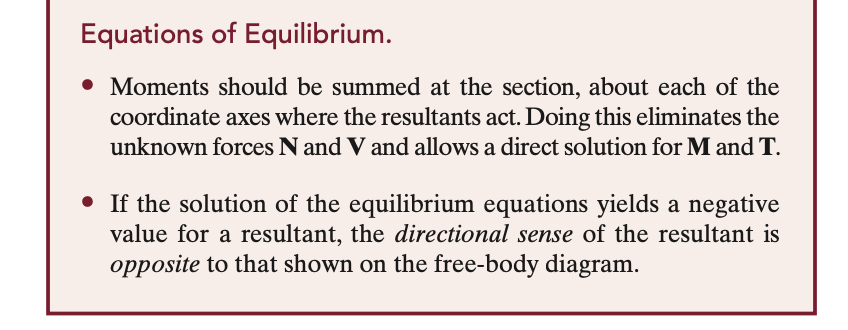 Equations of Equilibrium.
• Moments should be summed at the section, about each of the
coordinate axes where the resultants act. Doing this eliminates the
unknown forces N and V and allows a direct solution for M and T.
• If the solution of the equilibrium equations yields a negative
value for a resultant, the directional sense of the resultant is
opposite to that shown on the free-body diagram.